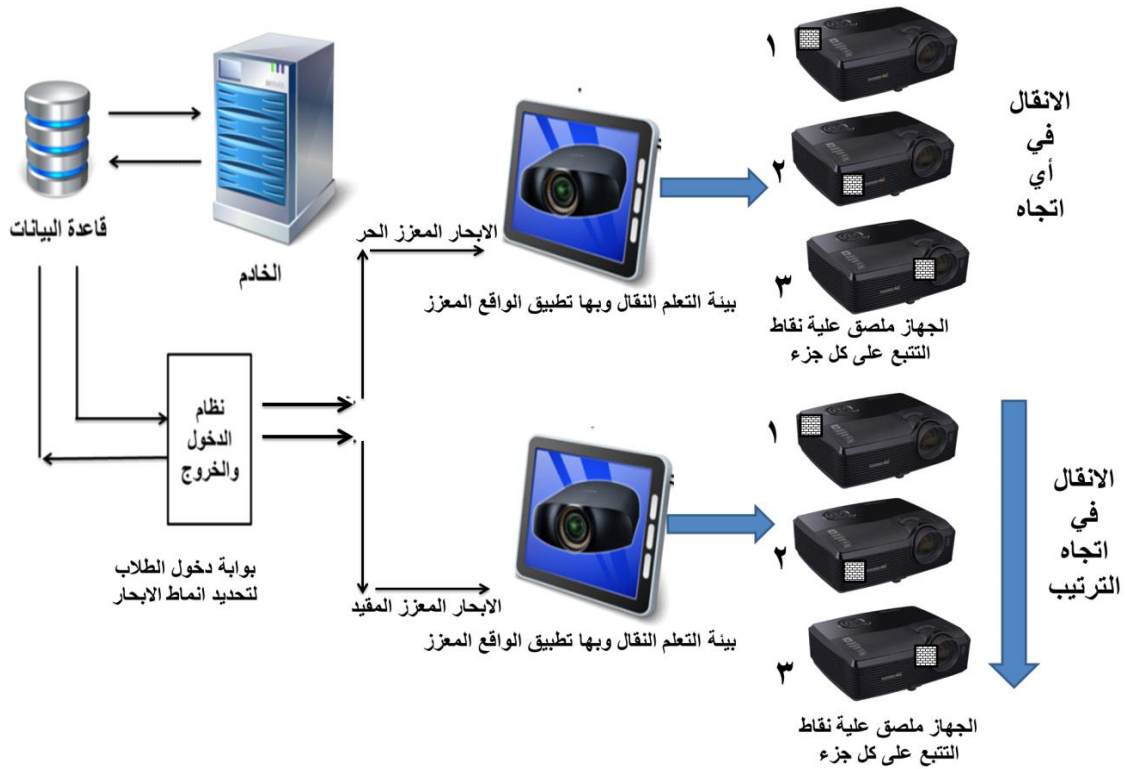 قاعدة البيانات
الخادم
نظام
الدخول
والخروج
بوابة دخول الطلاب
لتحديد انماط الابحار
الابحار المعزز الحر
بيئة التعلم النقال وبها تطبيق الواقع المعزز
١
٢
٣
الجهاز ملصق علية نقاط
التتبع على كل جزء
الانقال
في
أي
اتجاه
الابحار المعزز المقيد
بيئة التعلم النقال وبها تطبيق الواقع المعزز
١
٢
٣
الجهاز ملصق علية نقاط
التتبع على كل جزء
الانقال
في
اتجاه
الترتيب